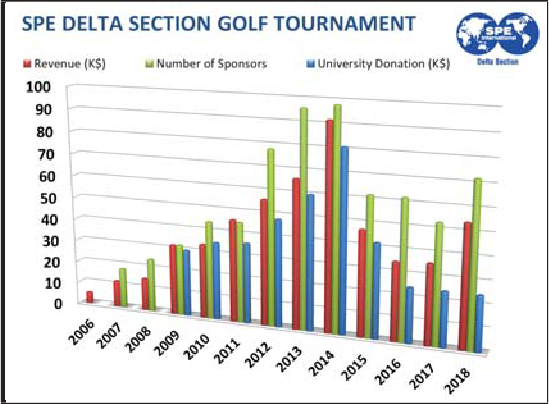 SPE DELTA SECTION GOLF TOURNAMENT
SPE
International
Delta Section
Revenue (K$) Number of Sponsors University Donation (K$)
100
90
80
70
60
50
40
30
20
10
0
2006 2007 2008 2009 2010 2011 2012 2013 2014 2015 2016 2017 2018